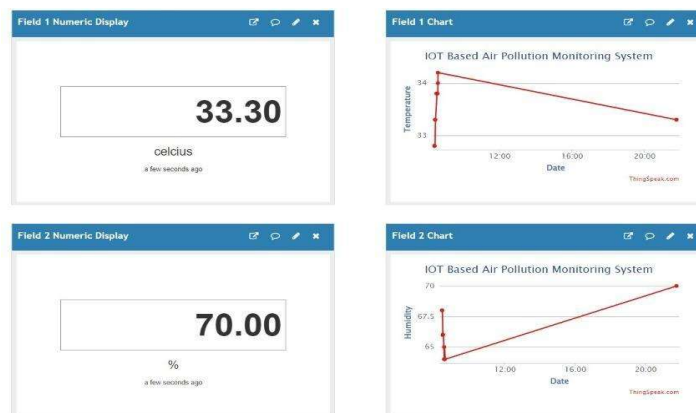 Field 1 Numeric Display
33.30
celcius
a few seconds ago
Field 1 Chart
IOT Based Air Pollution Monitoring System
Temperature
34
33
12:00 16:00 20:00
Date
ThingSpeak.com
Field 2 Numeric Display
70.00
%
a few seconds ago
Field 2 Chart
IOT Based Air Pollution Monitoring System
Humidity
70
67.5
65
12:00 16:00 20:00
Date
ThingSpeak.com